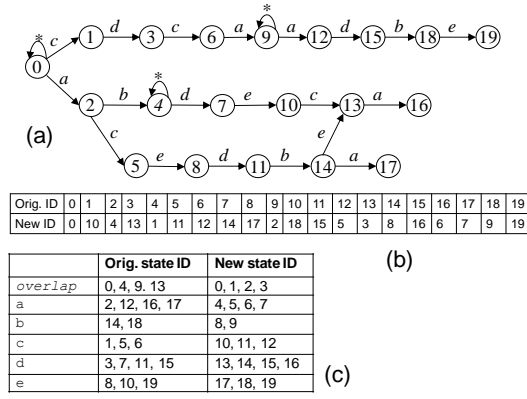 * c 1 d 3 c 6 a * 9 a 12 d 15 b 18 e 19
0
a 2 b * 4 d 7 e 10 c 13 a 16
(a)
c e
5 e 8 d 11 b 14 a 17
Orig. ID 0 1 2 3 4 5 6 7 8 9 10 11 12 13 14 15 16 17 18 19
New ID 0 10 4 13 1 11 12 14 17 2 18 15 5 3 8 16 6 7 9 19
(b)
Orig. state ID New state ID
overlap 0, 4, 9. 13 0, 1, 2, 3
a 2, 12, 16, 17 4, 5, 6, 7
b 14, 18 8, 9
c 1, 5, 6 10, 11, 12
d 3, 7, 11, 15 13, 14, 15, 16
e 8, 10, 19 17, 18, 19
(c)